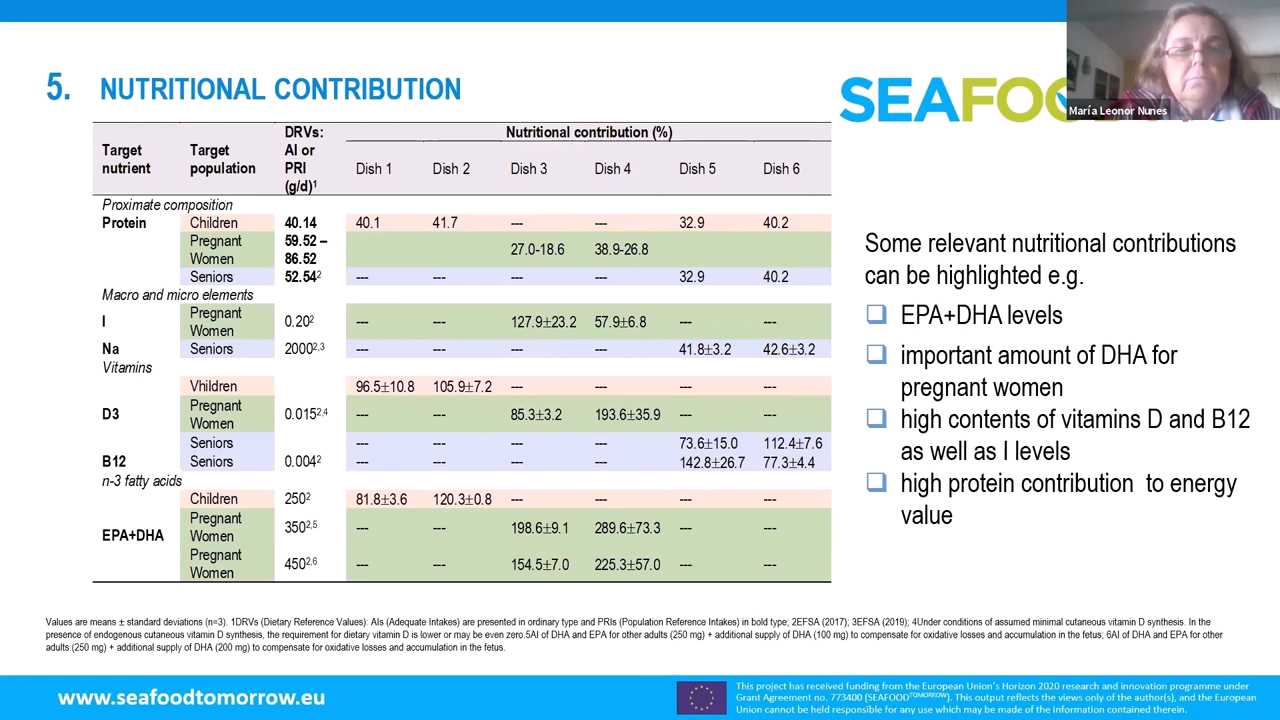 5. NUTRITIONAL CONTRIBUTION
SEAFOO
María Leonor Nunes
Target nutrient
Target population
DRVs: AI or PRI (g/d)1
Nutritional contribution (%)
Dish 1 Dish 2 Dish 3 Dish 4 Dish 5 Dish 6
Proximate composition
Protein Children 40.14 40.1 41.7 --- --- 32.9 40.2
Pregnant Women 59.52 – 86.52 27.0-18.6 38.9-26.8
Seniors 52.542 --- --- --- --- 32.9 40.2
Macro and micro elements
I Pregnant Women 0.202 --- --- 127.9±23.2 57.9±6.8 --- ---
Na Seniors 20002,3 --- --- --- --- 41.8±3.2 42.6±3.2
Vitamins
Vhildren 96.5±10.8 105.9±7.2 --- --- --- ---
D3 Pregnant Women 0.0152,4 --- --- 85.3±3.2 193.6±35.9 --- ---
Seniors --- --- --- --- 73.6±15.0 112.4±7.6
B12 Seniors 0.0042 --- --- --- --- 142.8±26.7 77.3±4.4
n-3 fatty acids
Children 2502 81.8±3.6 120.3±0.8 --- --- --- ---
EPA+DHA Pregnant Women 3502,5 --- --- 198.6±9.1 289.6±73.3 --- ---
Pregnant Women 4502,6 --- --- 154.5±7.0 225.3±57.0 --- ---
Some relevant nutritional contributions
can be highlighted e.g.
EPA+DHA levels
important amount of DHA for
pregnant women
high contents of vitamins D and B12
as well as I levels
high protein contribution to energy
value
Values are means ± standard deviations (n=3). 1DRVs (Dietary Reference Values): AIs (Adequate Intakes) are presented in ordinary type and PRIs (Population Reference Intakes) in bold type; 2EFSA (2017); 3EFSA (2019); 4Under conditions of assumed minimal cutaneous vitamin D synthesis. In the
presence of endogenous cutaneous vitamin D synthesis, the requirement for dietary vitamin D is lower or may be even zero.5AI of DHA and EPA for other adults (250 mg) + additional supply of DHA (100 mg) to compensate for oxidative losses and accumulation in the fetus; 6AI of DHA and EPA for other
adults (250 mg) + additional supply of DHA (200 mg) to compensate for oxidative losses and accumulation in the fetus.
www.seafoodtomorrow.eu
This project has received funding from the European Union's Horizon 2020 research and innovation programme under
Grant Agreement no. 773400 (SEAFOODTOMORROW). This output reflects the views only of the author(s), and the European
Union cannot be held responsible for any use which may be made of the information contained therein.